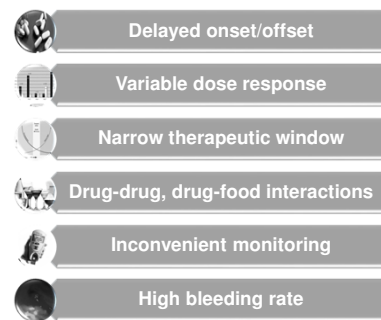 Delayed onset/offset
Variable dose response
Narrow therapeutic window
Drug-drug, drug-food interactions
Inconvenient monitoring
High bleeding rate